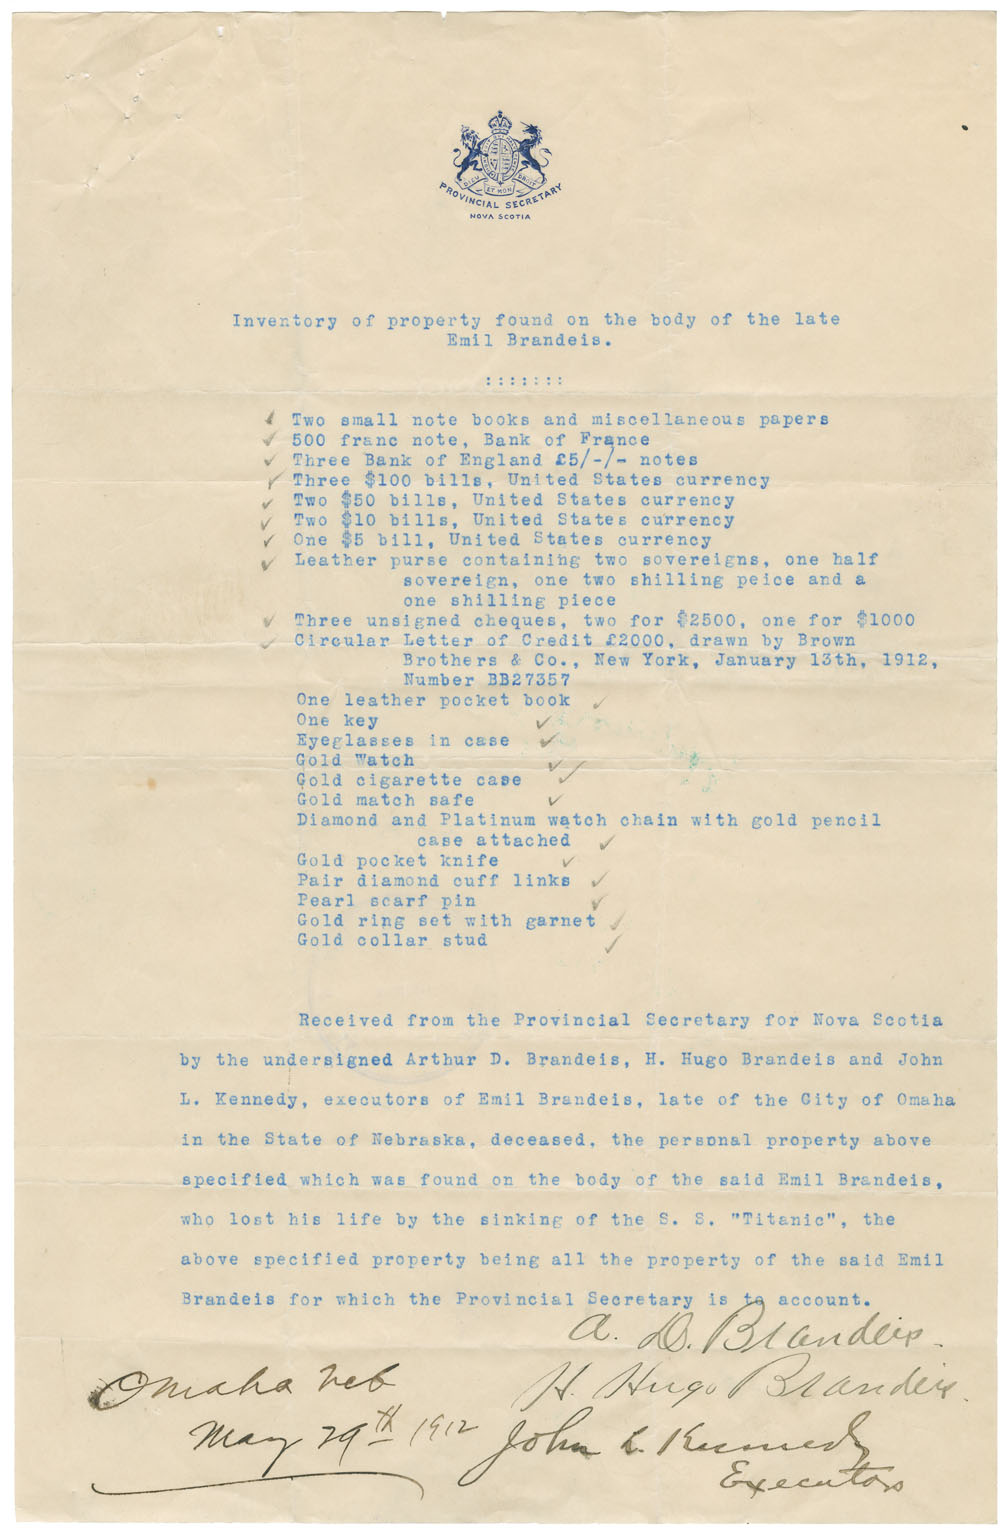 DIEU ET MON DROIT
PROVINCIAL SECRETARY
NOVA SCOTIA
Inventory of property found on the body of the late
Emil Brandeis.
:::::::
Two small note books and miscellaneous papers
500 franc note, Bank of France
Three Bank of England £5/-/- notes
Three $100 bills, United States currency
Two $50 bills, United States currency
Two $10 bills, United States currency
One $5 bill, United States currency
Leather purse containing two sovereigns, one half
sovereign, one two shilling peice and a
one shilling piece
Three unsigned cheques, two for $2500, one for $1000
Circular Letter of Credit £2000, drawn by Brown
Brothers & Co., New York, January 13th, 1912,
Number BB27357
One leather pocket book
One key
Eyeglasses in case
Gold Watch
Gold cigarette case
Gold match safe
Diamond and Platinum watch chain with gold pencil
case attached
Gold pocket knife
Pair diamond cuff links
Pearl scarf pin
Gold ring set with garnet
Gold collar stud
Received from the Provincial Secretary for Nova Scotia
by the undersigned Arthur D. Brandeis, H. Hugo Brandeis and John
L. Kennedy, executors of Emil Brandeis, late of the City of Omaha
in the State of Nebraska, deceased, the personal property above
specified which was found on the body of the said Emil Brandeis,
who lost his life by the sinking of the S. S. "Titanic", the
above specified property being all the property of the said Emil
Brandeis for which the Provincial Secretary is to account.
A. D. Brandeis.
Omaha Neb
H. Hugo Brandeis.
May 29th 1912
John L. Kennedy
Executors